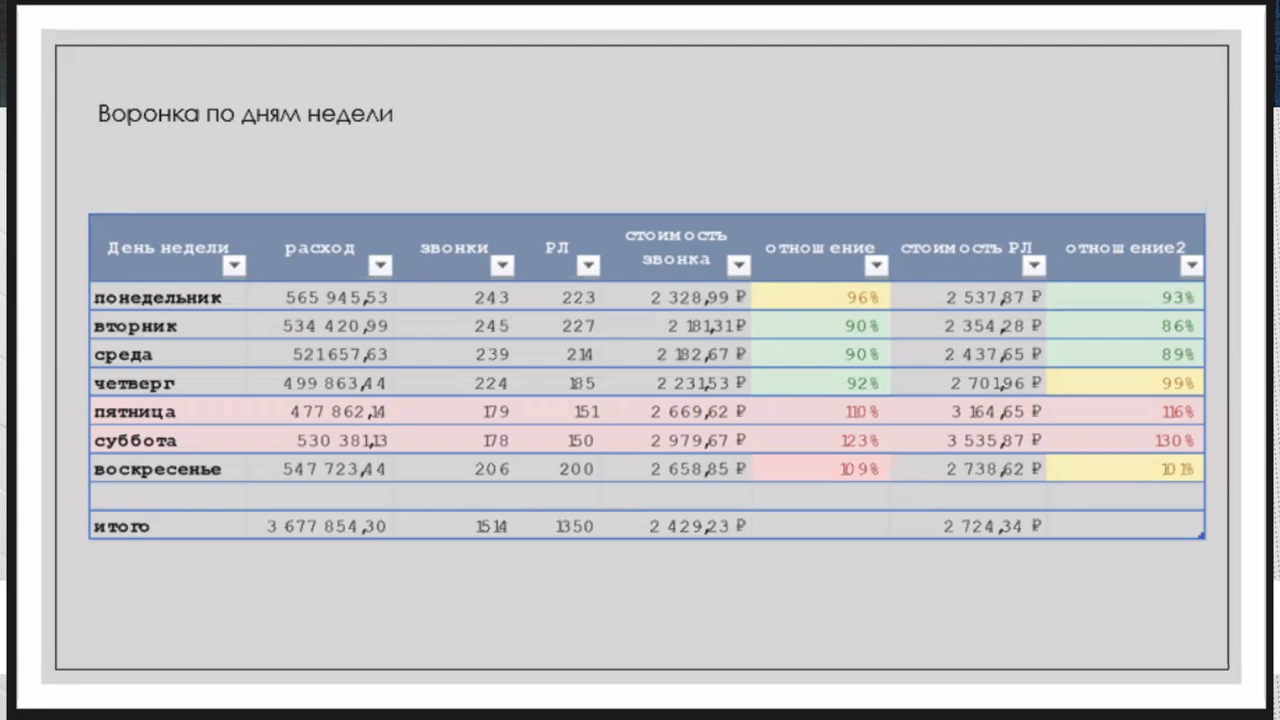 Воронка по дням недели
День недели расход звонки РЛ стоимость звонка отношение стоимость РЛ отношение2
понедельник 565 945,53 243 223 2 328,99 ₽ 96% 2 537,87 ₽ 93%
вторник 534 420,99 245 227 2 181,31 ₽ 90% 2 354,28 ₽ 86%
среда 521 657,63 239 214 2 182,67 ₽ 90% 2 437,65 ₽ 89%
четверг 499 863,44 224 185 2 231,53 ₽ 92% 2 701,96 ₽ 99%
пятница 477 862,14 179 151 2 669,62 ₽ 110% 3 164,65 ₽ 116%
суббота 530 381,13 178 150 2 979,67 ₽ 123% 3 535,87 ₽ 130%
воскресенье 547 723,44 206 200 2 658,85 ₽ 109% 2 738,62 ₽ 101%
итого 3 677 854,30 1514 1350 2 429,23 ₽ 2 724,34 ₽